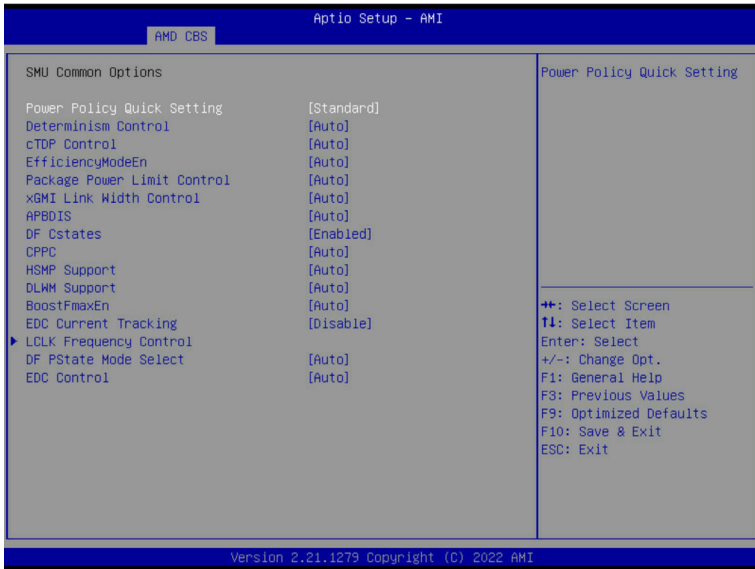 Aptio Setup – AMI
AMD CBS
SMU Common Options
Power Policy Quick Setting [Standard]
Determinism Control [Auto]
cTDP Control [Auto]
EfficiencyModeEn [Auto]
Package Power Limit Control [Auto]
xGMI Link Width Control [Auto]
APBDIS [Auto]
DF Cstates [Enabled]
CPPC [Auto]
HSMP Support [Auto]
DLWM Support [Auto]
BoostFmaxEn [Auto]
EDC Current Tracking [Disable]
LCLK Frequency Control
DF PState Mode Select [Auto]
EDC Control [Auto]
Power Policy Quick Setting
→←: Select Screen
↑↓: Select Item
Enter: Select
+/-: Change Opt.
F1: General Help
F3: Previous Values
F9: Optimized Defaults
F10: Save & Exit
ESC: Exit
Version 2.21.1279 Copyright (C) 2022 AMI